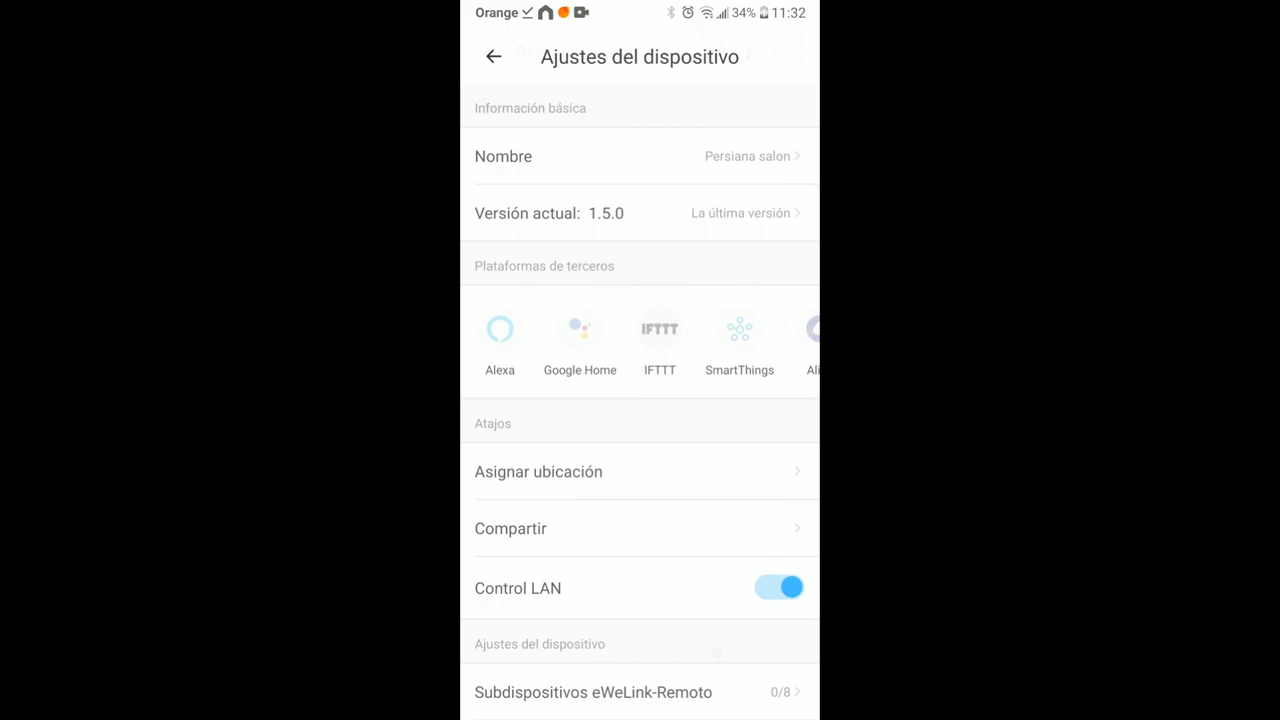 Orange 34% 11:32
Ajustes del dispositivo
Información básica
Nombre Persiana salon
Versión actual: 1.5.0 La última versión
Plataformas de terceros
IFTTT
Alexa Google Home IFTTT SmartThings Ali
Atajos
Asignar ubicación
Compartir
Control LAN
Ajustes del dispositivo
Subdispositivos eWeLink-Remoto 0/8